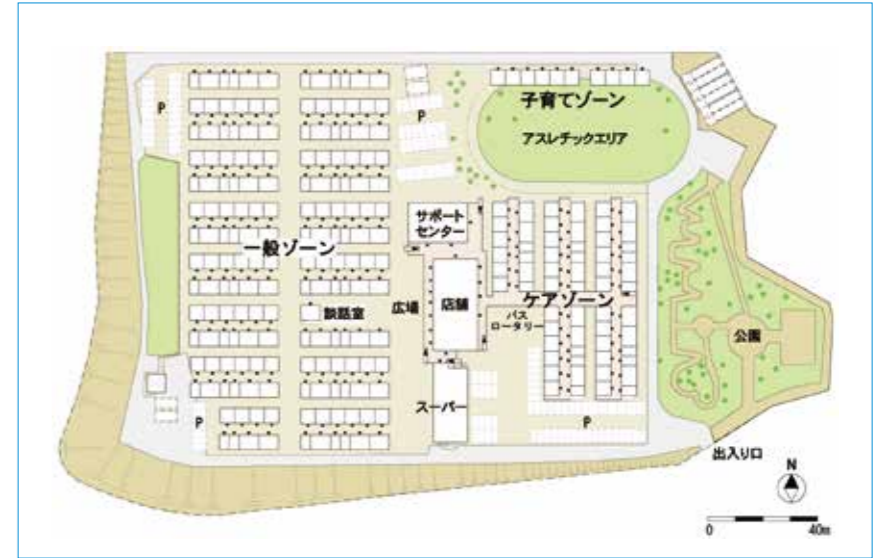 P
P
子育てゾーン
アスレチックエリア
サポート
センター
一般ゾーン
談話室
広場
店舗
ケアゾーン
バス
ロータリー
公園
スーパー
P
P
出入り口
N
0
40m